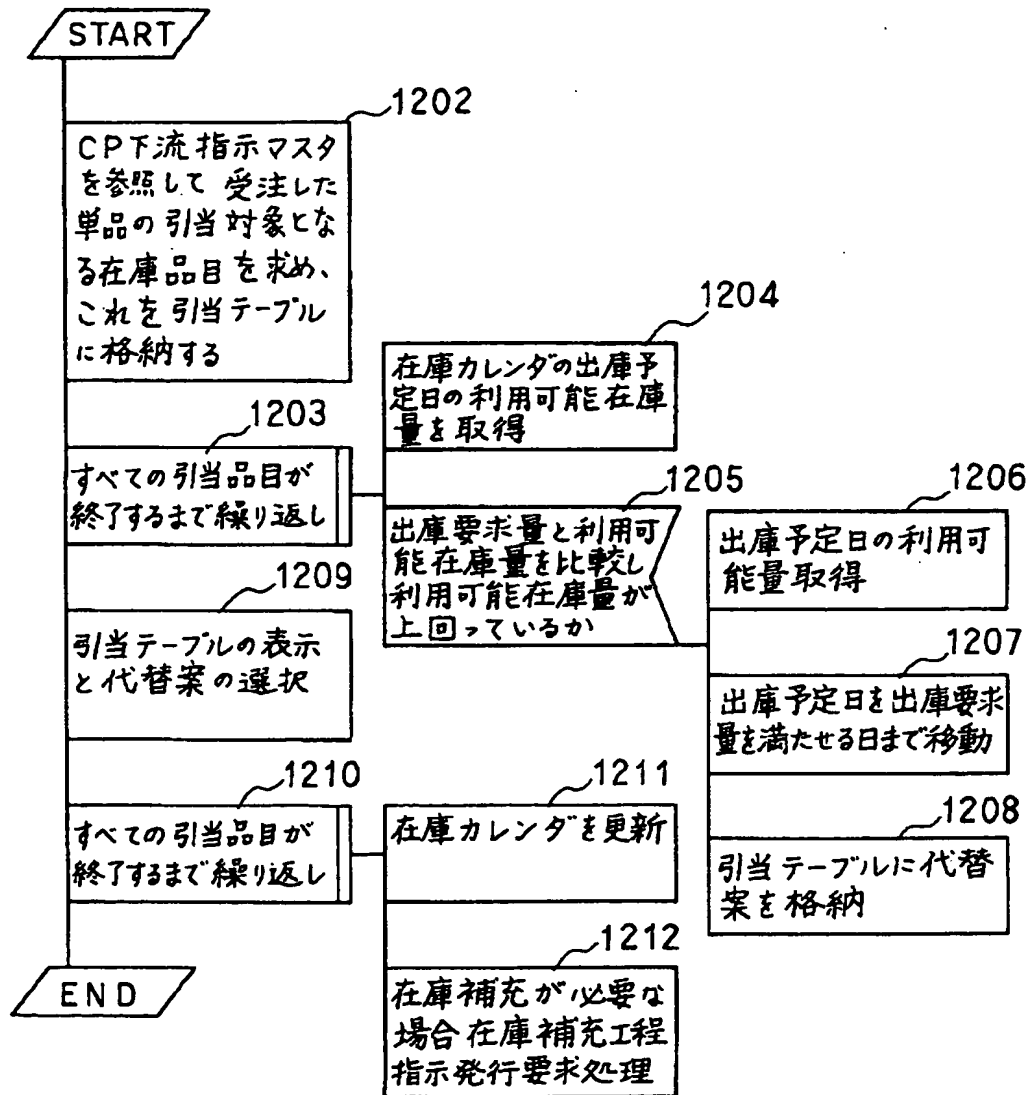 START
1202
CP下流指示マスタ
を参照して 受注した
単品の引当対象とな
る在庫品目を求め、
これを引当テーブル
に格納する
1203
すべての引当品目が
終了するまで繰り返し
1204
在庫カレンダの出庫予
定日の利用可能在庫
量を取得
1205
出庫要求量と利用可
能在庫量を比較し
利用可能在庫量が
上回っているか
1206
出庫予定日の利用可
能量取得
1207
出庫予定日を出庫要求
量を満たせる日まで移動
1208
引当テーブルに代替
案を格納
1209
引当テーブルの表示
と代替案の選択
1210
すべての引当品目が
終了するまで繰り返し
1211
在庫カレンダを更新
1212
在庫補充が必要な
場合在庫補充工程
指示発行要求処理
END